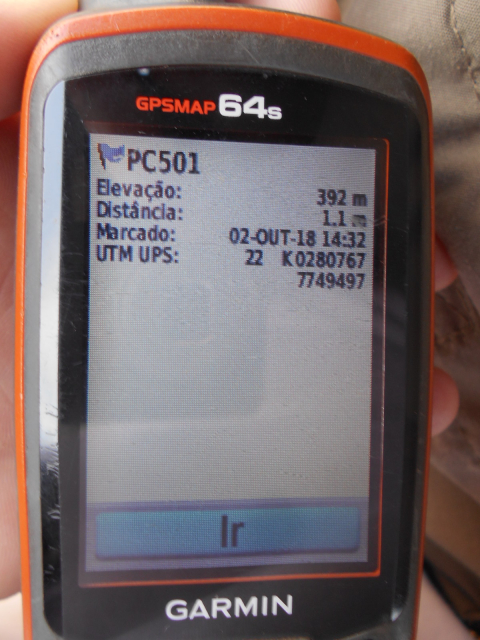 GPSMAP 64s
PC501
Elevação: 392 m
Distância: 1.1 m
Marcado: 02-OUT-18 14:32
UTM UPS: 22 K0280767
7749497
Ir
GARMIN